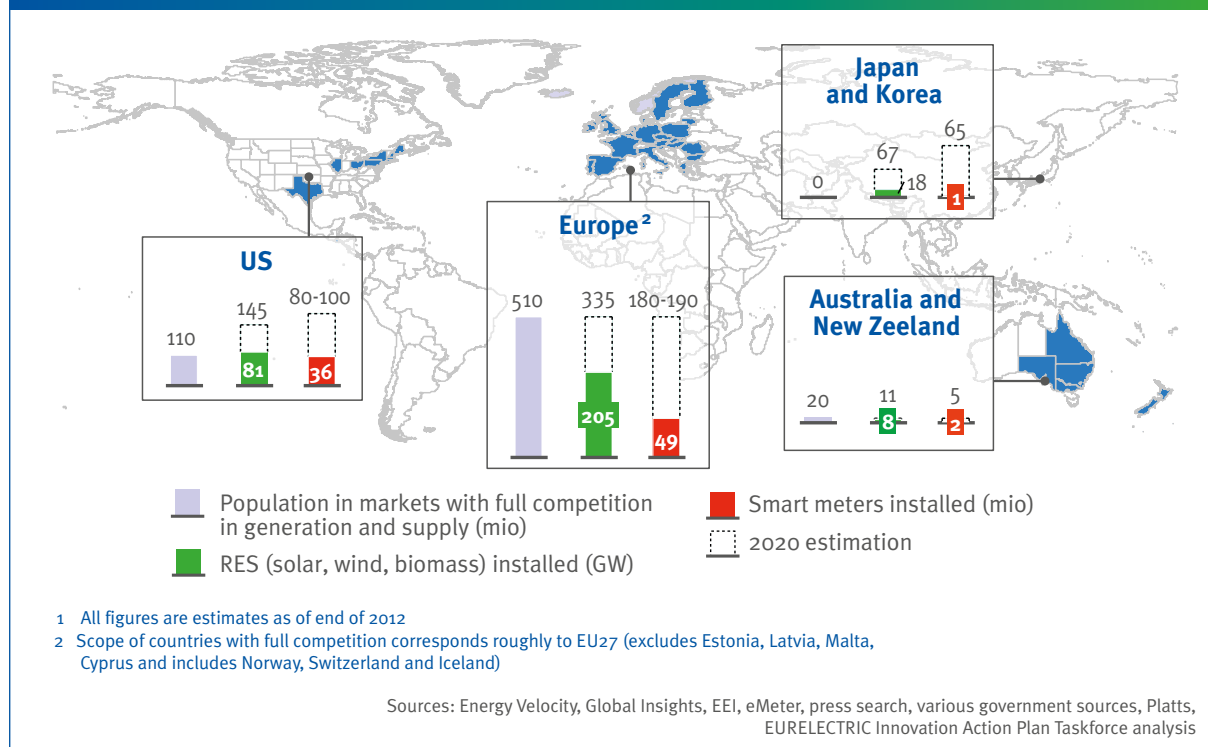 Japan
and Korea
0
67
18
65
1
US
110
145
81
80-100
36
Europe²
510
335
205
180-190
49
Australia and
New Zeeland
20
11
8
5
2
Population in markets with full competition
in generation and supply (mio)
RES (solar, wind, biomass) installed (GW)
Smart meters installed (mio)
2020 estimation
1 All figures are estimates as of end of 2012
2 Scope of countries with full competition corresponds roughly to EU27 (excludes Estonia, Latvia, Malta,
Cyprus and includes Norway, Switzerland and Iceland)
Sources: Energy Velocity, Global Insights, EEI, eMeter, press search, various government sources, Platts,
EURELECTRIC Innovation Action Plan Taskforce analysis